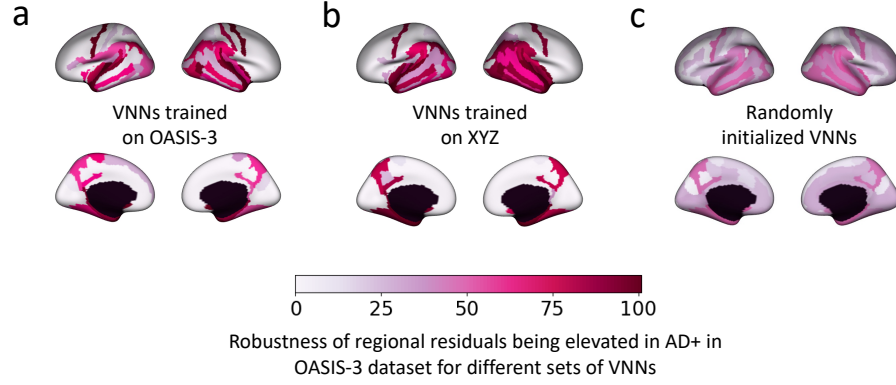 a
b
c
VNNs trained
on OASIS-3
VNNs trained
on XYZ
Randomly
initialized VNNs
0 25 50 75 100
Robustness of regional residuals being elevated in AD+ in
OASIS-3 dataset for different sets of VNNs